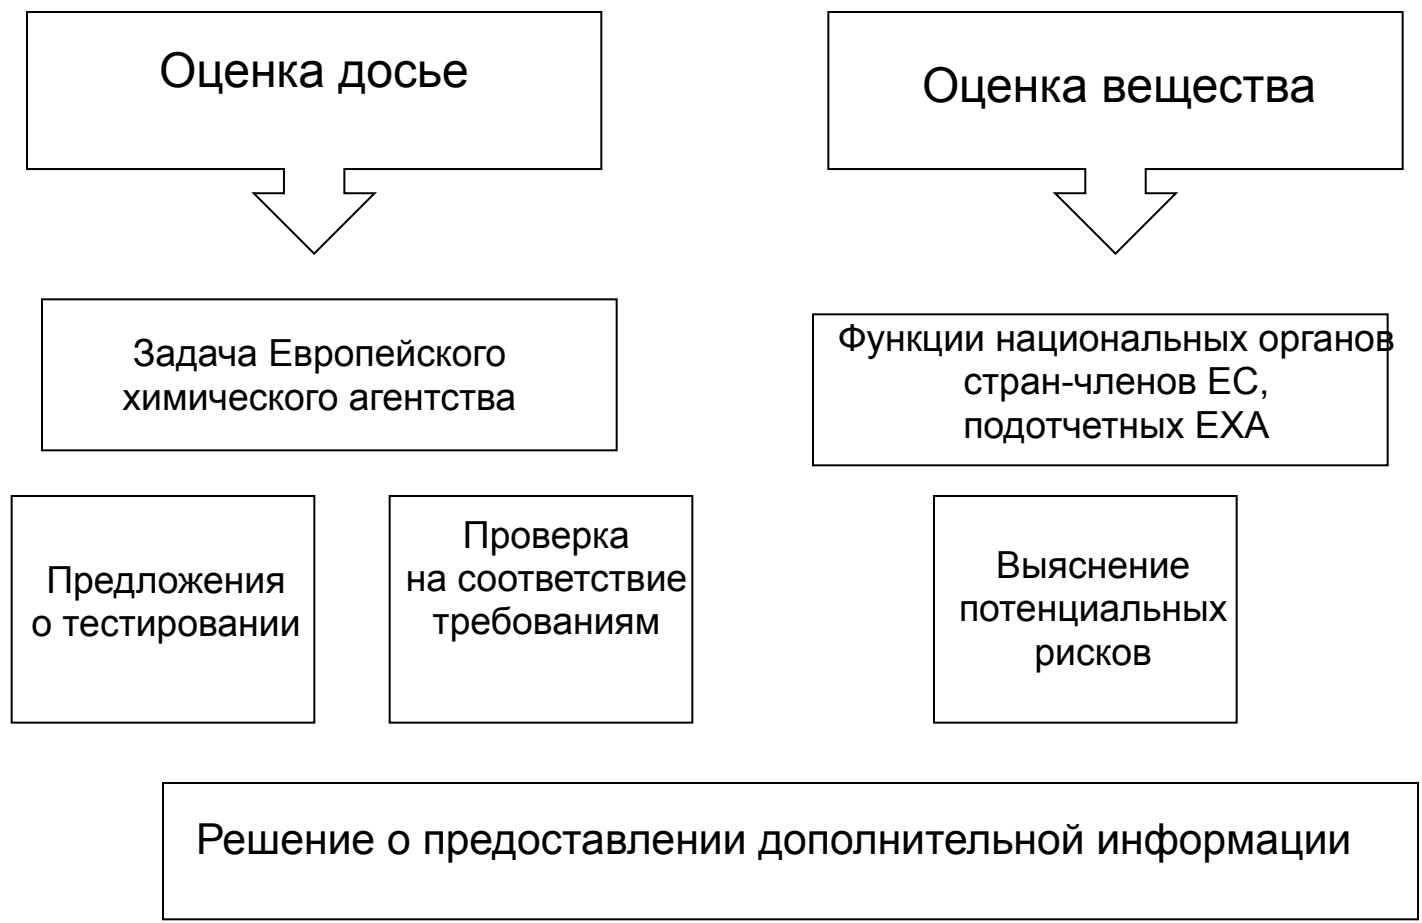 Оценка досье
Оценка вещества
Задача Европейского
химического агентства
Функции национальных органов
стран-членов ЕС,
подотчетных ЕХА
Предложения
о тестировании
Проверка
на соответствие
требованиям
Выяснение
потенциальных
рисков
Решение о предоставлении дополнительной информации